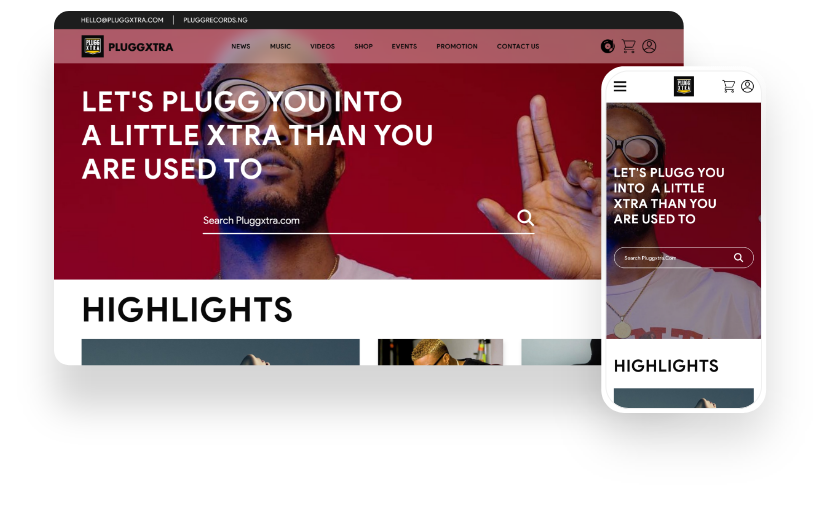 HELLO@PLUGGXTRA.COM
PLUGGRECORDS.NG
PLUGG
XTRA
PLUGGXTRA
NEWS
MUSIC
VIDEOS
SHOP
EVENTS
PROMOTION
CONTACT US
LET'S PLUGG YOU INTO
A LITTLE XTRA THAN YOU
ARE USED TO
Search Pluggxtra.com
HIGHLIGHTS
PLUGG
XTRA
LET'S PLUGG YOU
INTO A LITTLE
XTRA THAN YOU
ARE USED TO
Search Pluggxtra.Com
HIGHLIGHTS